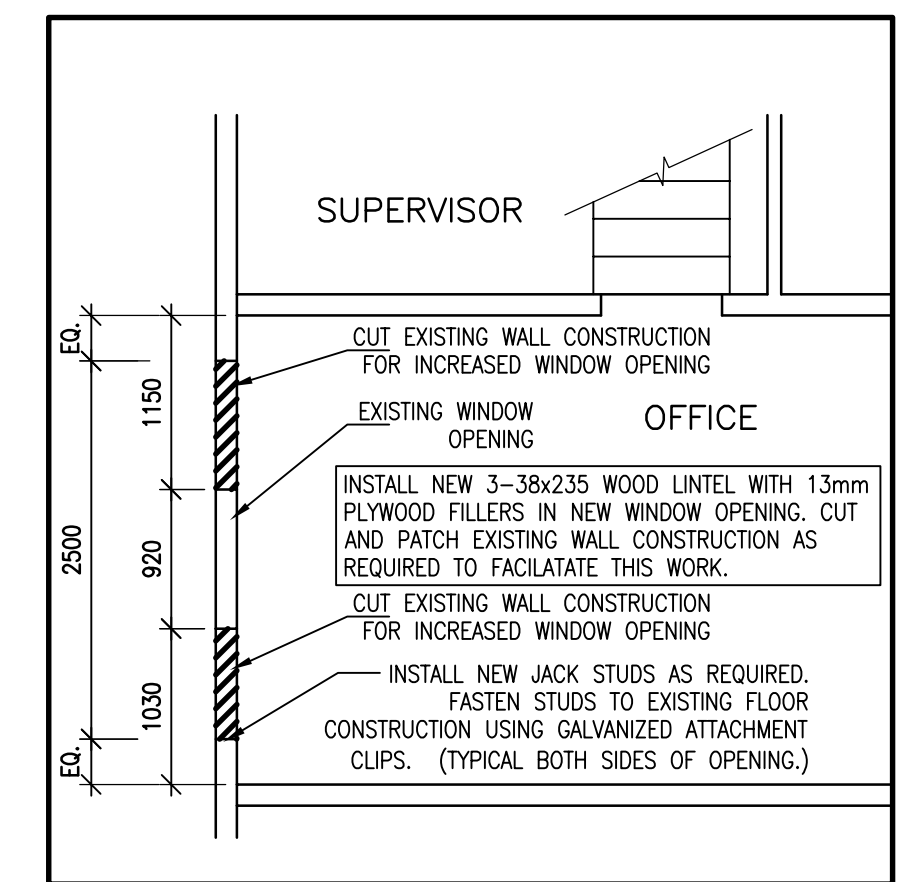 SUPERVISOR
EQ.
2500
EQ.
1150
920
1030
CUT EXISTING WALL CONSTRUCTION
FOR INCREASED WINDOW OPENING
EXISTING WINDOW
OPENING
OFFICE
INSTALL NEW 3-38x235 WOOD LINTEL WITH 13mm
PLYWOOD FILLERS IN NEW WINDOW OPENING. CUT
AND PATCH EXISTING WALL CONSTRUCTION AS
REQUIRED TO FACILATATE THIS WORK.
CUT EXISTING WALL CONSTRUCTION
FOR INCREASED WINDOW OPENING
INSTALL NEW JACK STUDS AS REQUIRED.
FASTEN STUDS TO EXISTING FLOOR
CONSTRUCTION USING GALVANIZED ATTACHMENT
CLIPS. (TYPICAL BOTH SIDES OF OPENING.)